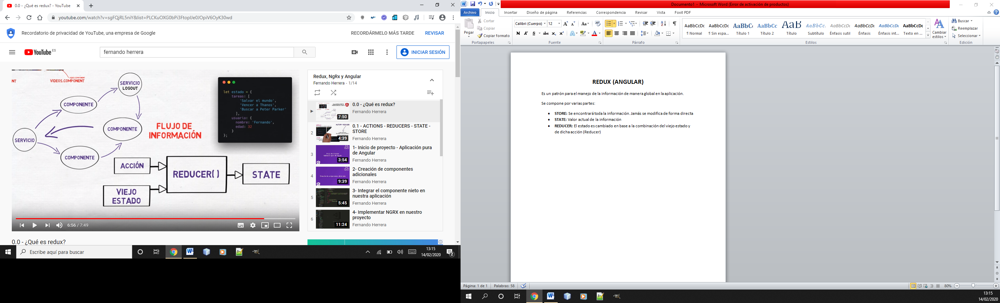 0.0 - ¿Qué es redux? - YouTube
youtube.com/watch?v=sgFQjRL5niY&list=PLCKuOXG0bPi3FtopIJe0JOpiV6OyK30wd
Recordatorio de privacidad de YouTube, una empresa de Google
RECORDÁRMELO MÁS TARDE
REVISAR
YouTube ES
fernando herrera
INICIAR SESIÓN
NT
VIDEOS.COMPONENT
VIDEO.COMPONENT
SERVICIO
LOGOUT
COMPONENTE
COMPONENTE
SERVICIO
COMPONENTE
FLUJO DE
INFORMACIÓN
let estado = {
tareas: [
'Salvar el mundo',
'Vencer a Thanos',
'Buscar a Peter Parker'
],
usuario: {
nombre: 'Fernando',
edad: 32
}
};
ACCIÓN
REDUCER( )
STATE
VIEJO
ESTADO
6:56 / 7:49
0.0 - ¿Qué es redux?
Redux, NgRx y Angular
Fernando Herrera - 1/14
0.0 - ¿Qué es redux?
Fernando Herrera
7:50
2
0.1 - ACTIONS - REDUCERS - STATE -
STORE
Fernando Herrera
4:39
3
1- Inicio de proyecto - Aplicación pura
de Angular
Fernando Herrera
3:54
4
2- Creación de componentes
adicionales
Fernando Herrera
9:39
5
3- Integrar el componente nieto en
nuestra aplicación
Fernando Herrera
5:45
6
4- Implementar NGRX en nuestro
proyecto
Fernando Herrera
11:24
Escribe aquí para buscar
13:15
14/02/2020
2
Documento1 - Microsoft Word (Error de activación de productos)
Archivo Inicio Insertar Diseño de página Referencias Correspondencia Revisar Vista Foxit PDF
Pegar
Cortar
Copiar
Copiar formato
Portapapeles
Calibri (Cuerpo) 12
N K S abc x₂ x²
Fuente
Párrafo
AaBbCcDc AaBbCcDc AaBbC AaBbCc AaB AaBbCc. AaBbCcDc AaBbCcDc AaBbCcDc AaBbCcDc
¶ Normal ¶ Sin espa... Título 1 Título 2 Título Subtítulo Énfasis sutil Énfasis Énfasis int... Texto en ...
Cambiar
estilos
Estilos
Buscar
Reemplazar
Seleccionar
Edición
REDUX (ANGULAR)
Es un patrón para el manejo de la información de manera global en la aplicación.
Se compone por varias partes:
• STORE: Se encontrará toda la información. Jamás se modifica de forma directa
• STATE: Valor actual de la información
• REDUCER: El estado es cambiado en base a la combinación del viejo estado y
de dicha acción (Reducer)
Página: 1 de 1 Palabras: 58
80%
13:15
14/02/2020